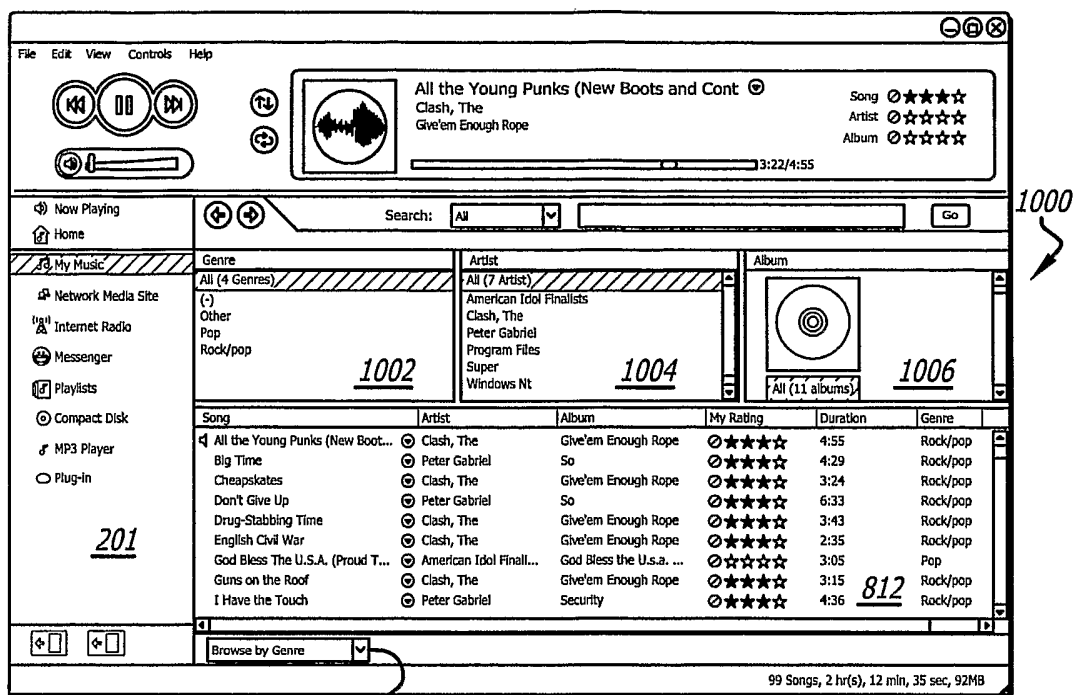 File Edit View Controls Help
All the Young Punks (New Boots and Cont
Clash, The
Give'em Enough Rope
3:22/4:55
Song
Artist
Album
1000
Now Playing
Home
My Music
Network Media Site
Internet Radio
Messenger
Playlists
Compact Disk
MP3 Player
Plug-in
201
Search: All Go
Genre
All (4 Genres)
(-)
Other
Pop
Rock/pop
1002
Artist
All (7 Artist)
American Idol Finalists
Clash, The
Peter Gabriel
Program Files
Super
Windows Nt
1004
Album
All (11 albums)
1006
Song Artist Album My Rating Duration Genre
All the Young Punks (New Boot... Clash, The Give'em Enough Rope 4:55 Rock/pop
Big Time Peter Gabriel So 4:29 Rock/pop
Cheapskates Clash, The Give'em Enough Rope 3:24 Rock/pop
Don't Give Up Peter Gabriel So 6:33 Rock/pop
Drug-Stabbing Time Clash, The Give'em Enough Rope 3:43 Rock/pop
English Civil War Clash, The Give'em Enough Rope 2:35 Rock/pop
God Bless The U.S.A. (Proud T... American Idol Finall... God Bless the U.s.a. ... 3:05 Pop
Guns on the Roof Clash, The Give'em Enough Rope 3:15 Rock/pop
I Have the Touch Peter Gabriel Security 4:36 Rock/pop
812
Browse by Genre
99 Songs, 2 hr(s), 12 min, 35 sec, 92MB